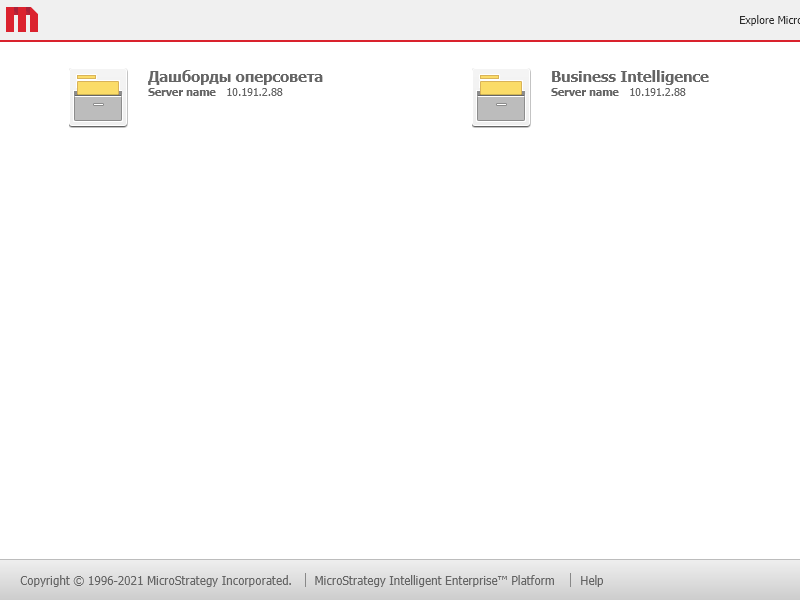 Explore Micro
Дашборды оперсовета
Server name 10.191.2.88
Business Intelligence
Server name 10.191.2.88
Copyright © 1996-2021 MicroStrategy Incorporated. | MicroStrategy Intelligent Enterprise™ Platform | Help